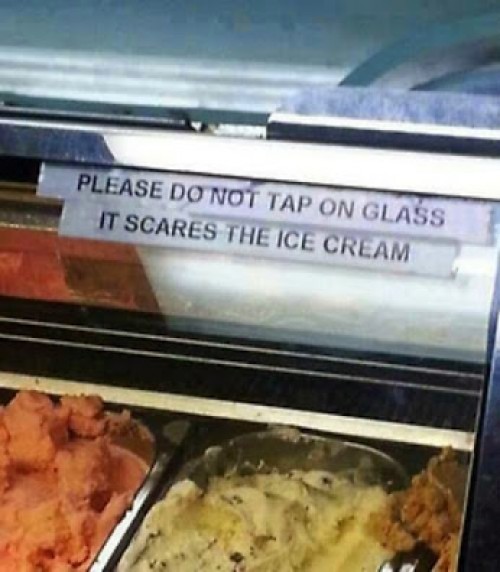 PLEASE DO NOT TAP ON GLASS
IT SCARES THE ICE CREAM